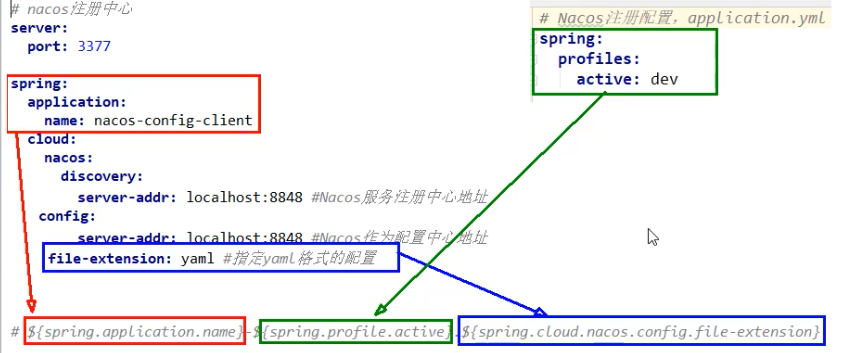 # nacos注册中心
server:
  port: 3377

spring:
  application:
    name: nacos-config-client
  cloud:
    nacos:
      discovery:
        server-addr: localhost:8848 #Nacos服务注册中心地址
   config:
        server-addr: localhost:8848 #Nacos作为配置中心地址
    file-extension: yaml #指定yaml格式的配置

# ${spring.application.name}-${spring.profile.active}.${spring.cloud.nacos.config.file-extension}

# Nacos注册配置，application.yml
spring:
  profiles:
    active: dev